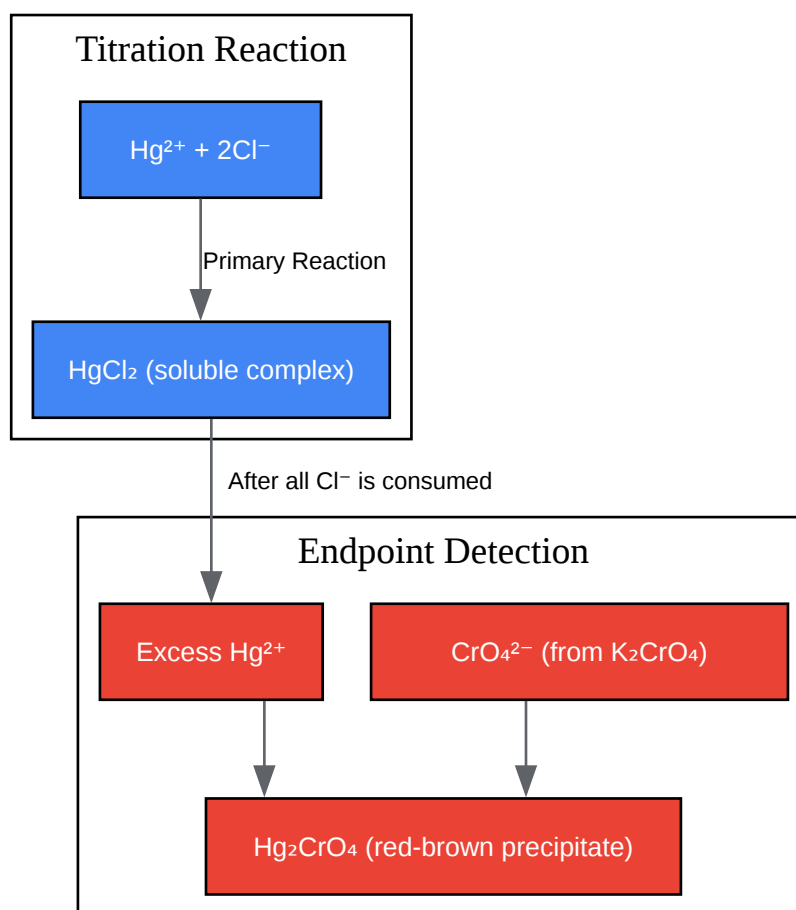 Titration Reaction
Hg²⁺ + 2Cl⁻
Primary Reaction
HgCl₂ (soluble complex)
After all Cl⁻ is consumed
Endpoint Detection
Excess Hg²⁺
CrO₄²⁻ (from K₂CrO₄)
Hg₂CrO₄ (red-brown precipitate)